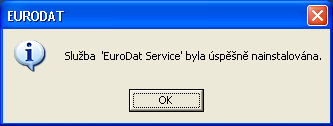 EURODAT
Služba 'EuroDat Service' byla úspěšně nainstalována.
OK